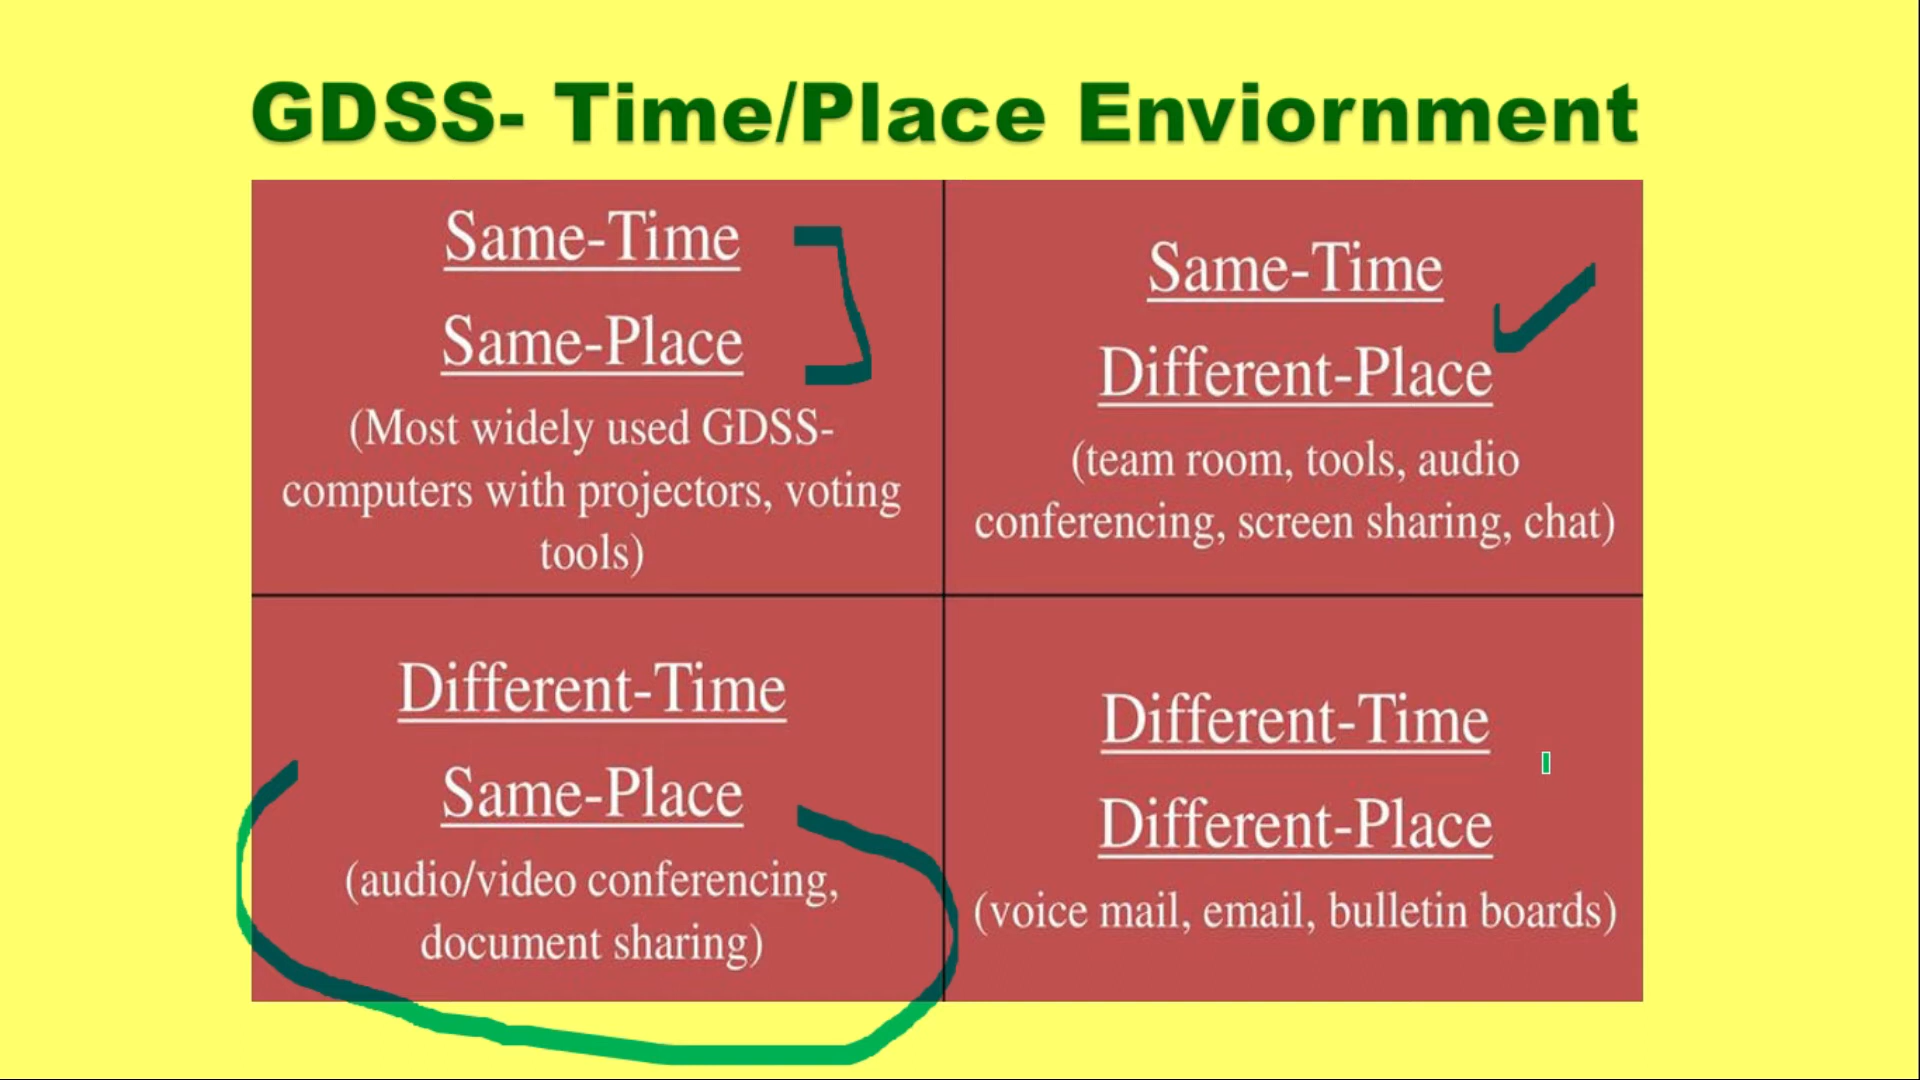 GDSS- Time/Place Enviornment
Same-Time
Same-Place
(Most widely used GDSS-
computers with projectors, voting
tools)
Same-Time
Different-Place
(team room, tools, audio
conferencing, screen sharing, chat)
Different-Time
Same-Place
(audio/video conferencing,
document sharing)
Different-Time
Different-Place
(voice mail, email, bulletin boards)